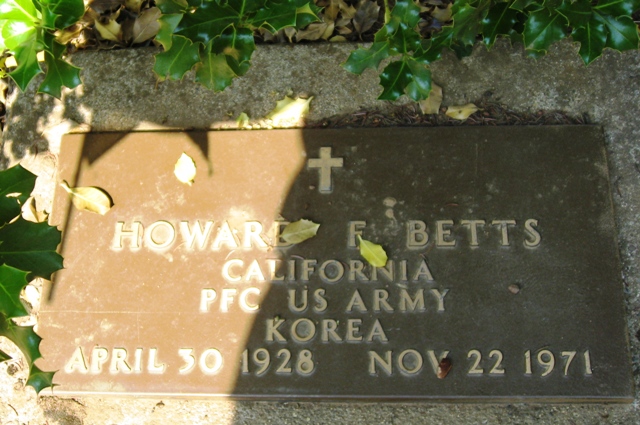 HOWARD F BETTS
CALIFORNIA
PFC US ARMY
KOREA
APRIL 30 1928 NOV 22 1971